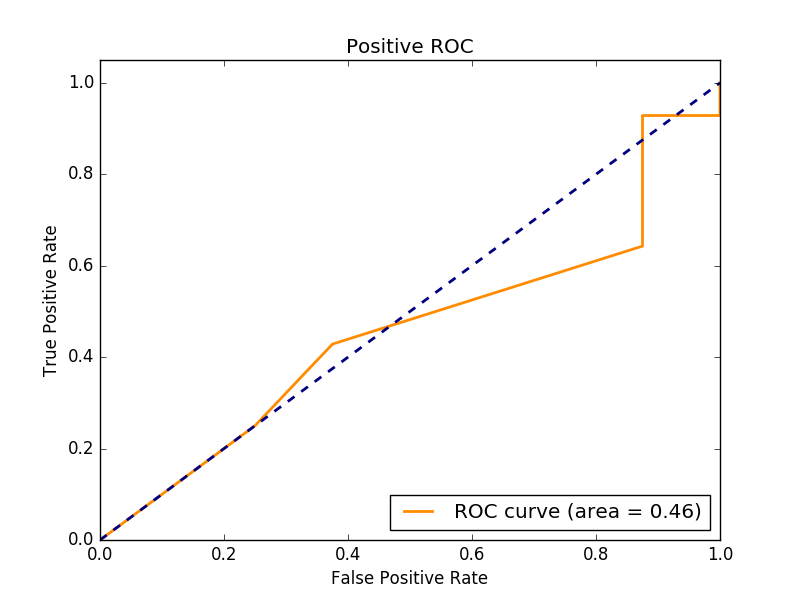 Positive ROC
1.0
0.8
0.6
0.4
0.2
0.0
True Positive Rate
ROC curve (area = 0.46)
0.0 0.2 0.4 0.6 0.8 1.0
False Positive Rate